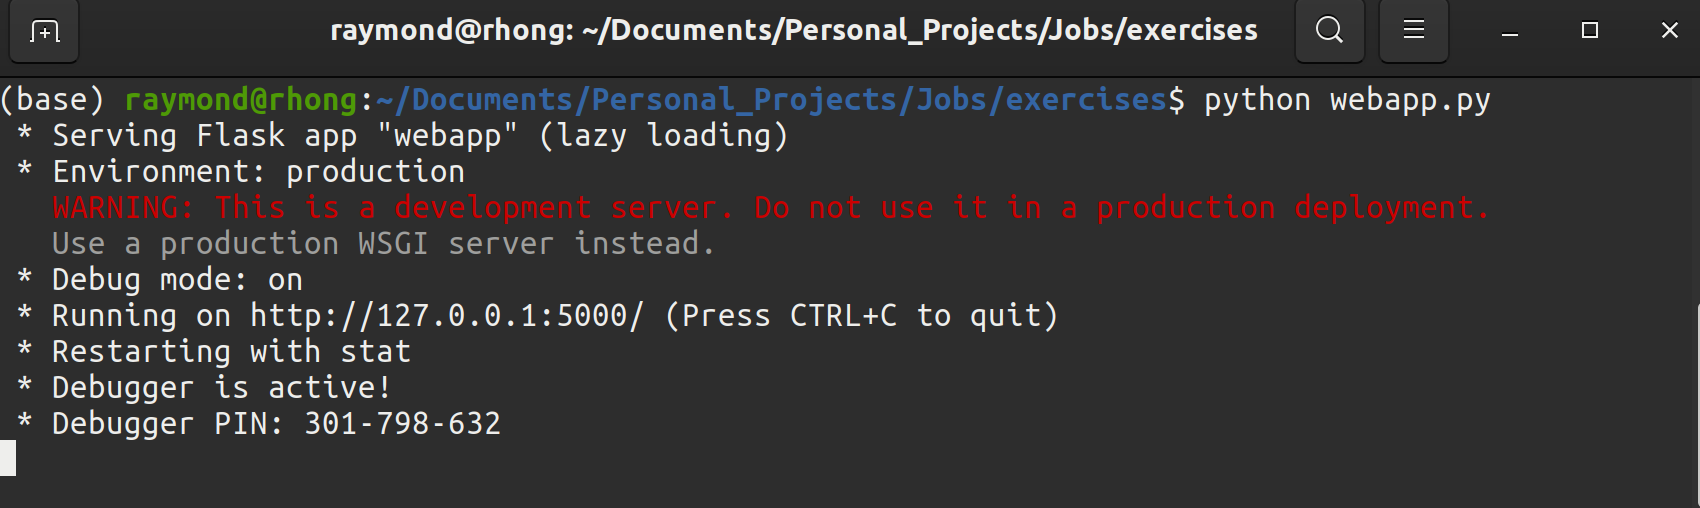 raymond@rhong: ~/Documents/Personal_Projects/Jobs/exercises
(base) raymond@rhong:~/Documents/Personal_Projects/Jobs/exercises$ python webapp.py
* Serving Flask app "webapp" (lazy loading)
* Environment: production
WARNING: This is a development server. Do not use it in a production deployment.
Use a production WSGI server instead.
* Debug mode: on
* Running on http://127.0.0.1:5000/ (Press CTRL+C to quit)
* Restarting with stat
* Debugger is active!
* Debugger PIN: 301-798-632